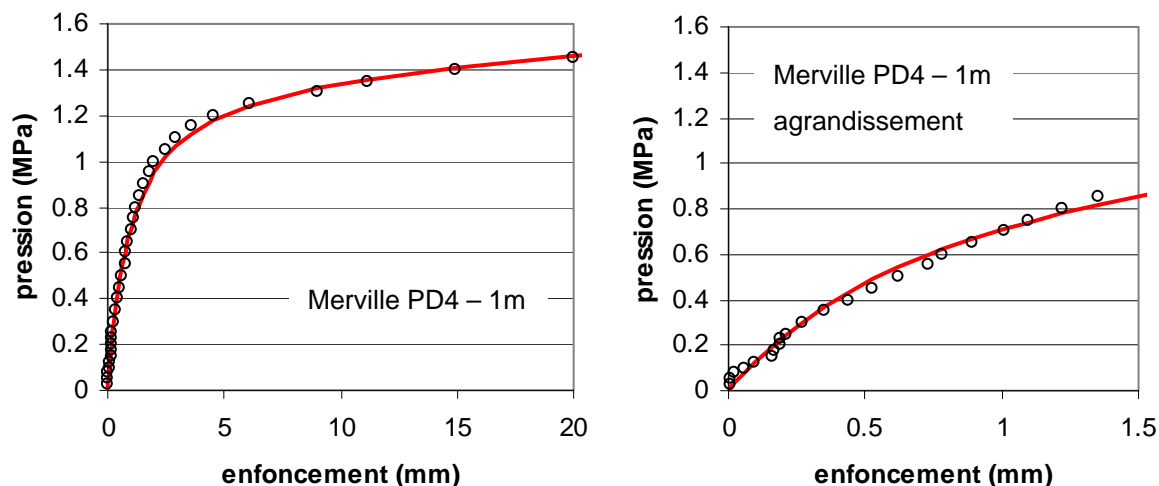 1.6
1.4
1.2
1
0.8
0.6
0.4
0.2
0
pression (MPa)
Merville PD4 – 1m
0 5 10 15 20
enfoncement (mm)
1.6
1.4
1.2
1
0.8
0.6
0.4
0.2
0
pression (MPa)
Merville PD4 – 1m
agrandissement
0 0.5 1 1.5
enfoncement (mm)